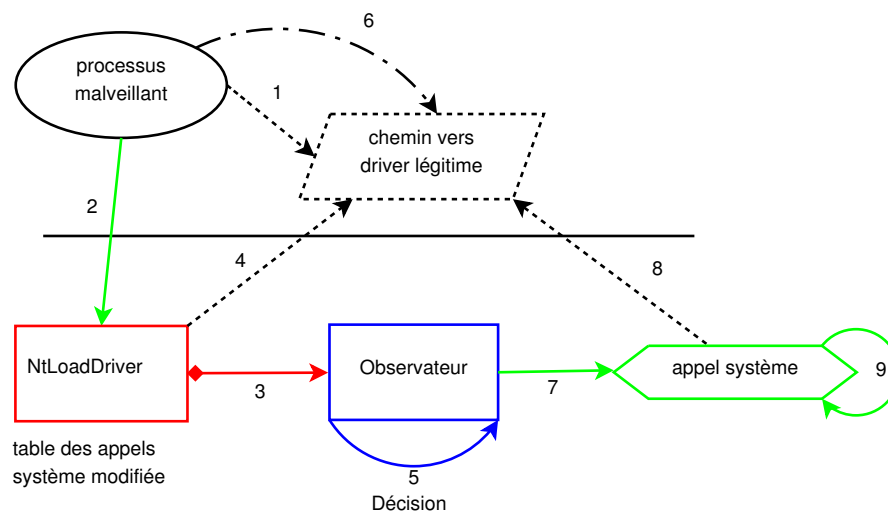 6
processus
malveillant
1
chemin vers
driver légitime
2
4
8
NtLoadDriver
3
Observateur
7
appel système
9
table des appels
système modifiée
5
Décision